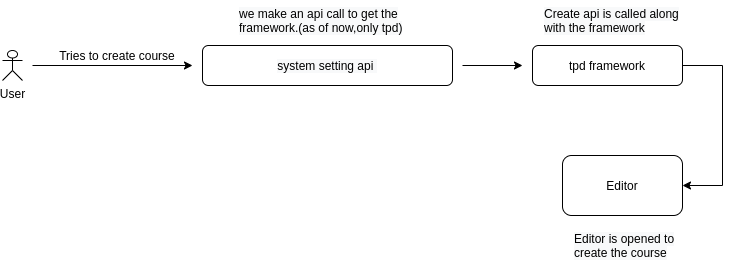 we make an api call to get the
framework.(as of now,only tpd)
Create api is called along
with the framework
Tries to create course
system setting api
tpd framework
User
Editor
Editor is opened to
create the course